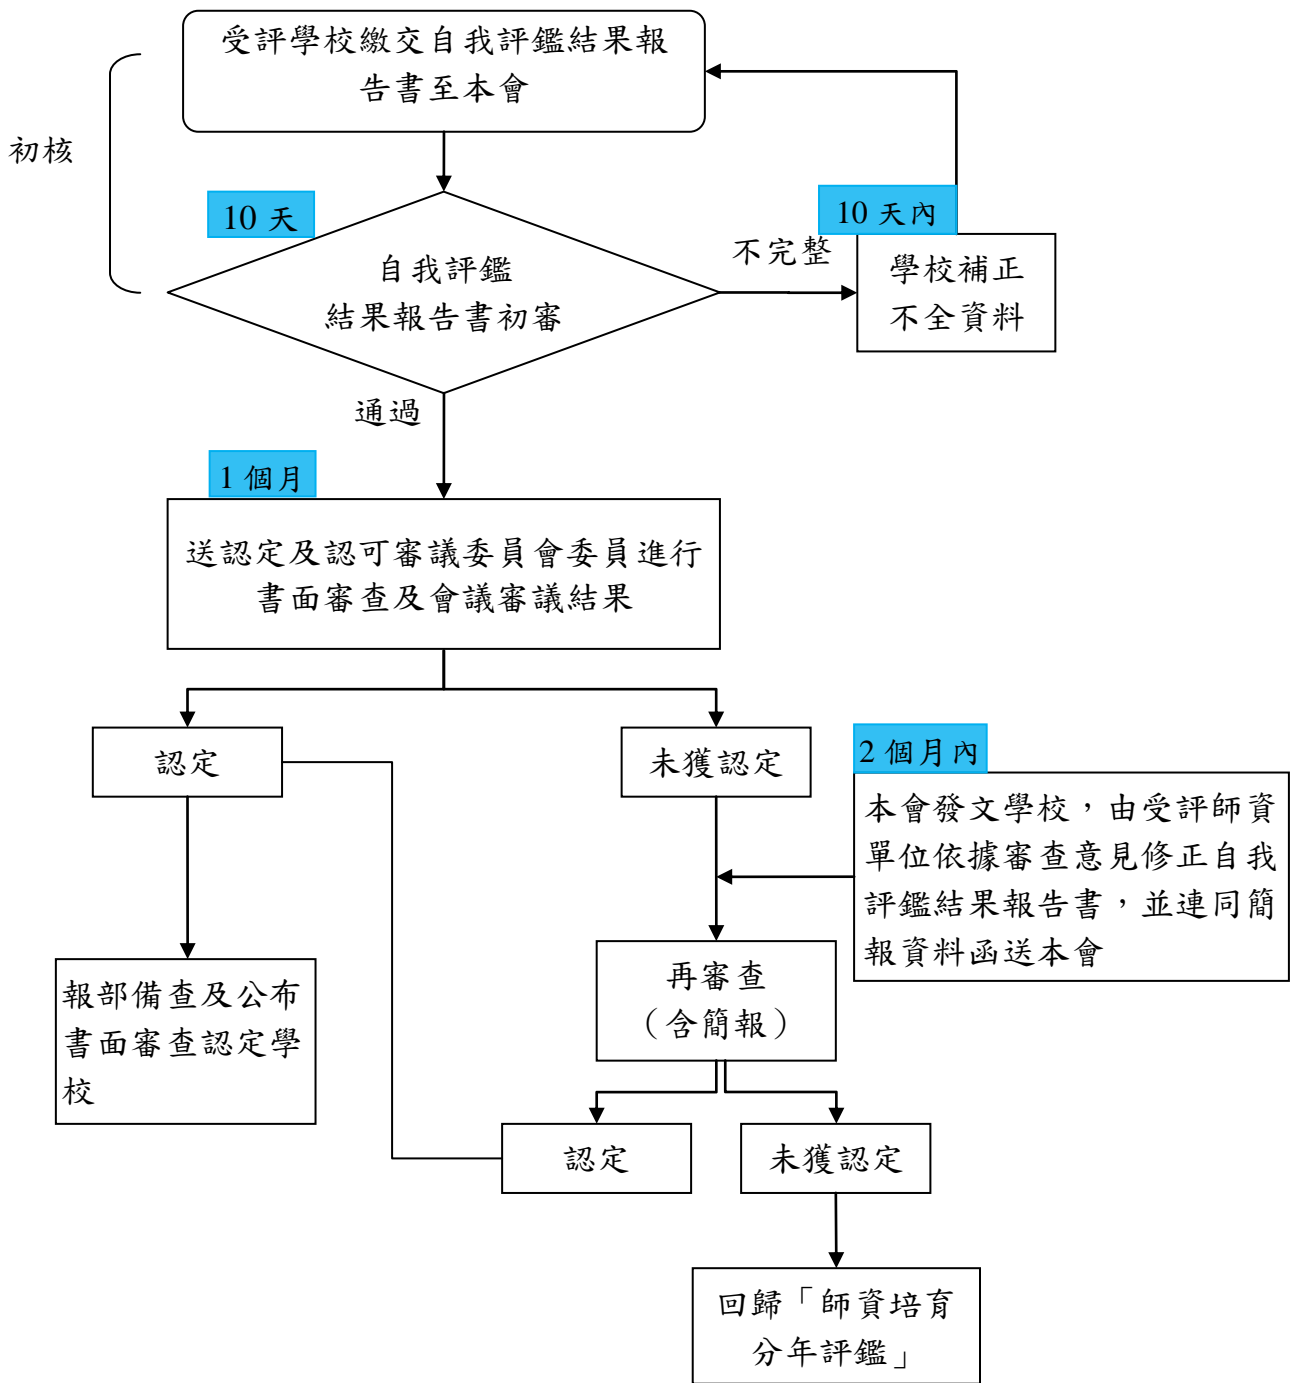 受評學校繳交自我評鑑結果報
告書至本會
初核
10 天
10 天內
自我評鑑
結果報告書初審
不完整
學校補正
不全資料
通過
1 個月
送認定及認可審議委員會委員進行
書面審查及會議審議結果
認定
未獲認定
2 個月內
本會發文學校，由受評師資
單位依據審查意見修正自我
評鑑結果報告書，並連同簡
報資料函送本會
再審查
（含簡報）
報部備查及公布
書面審查認定學
校
認定
未獲認定
回歸「師資培育
分年評鑑」